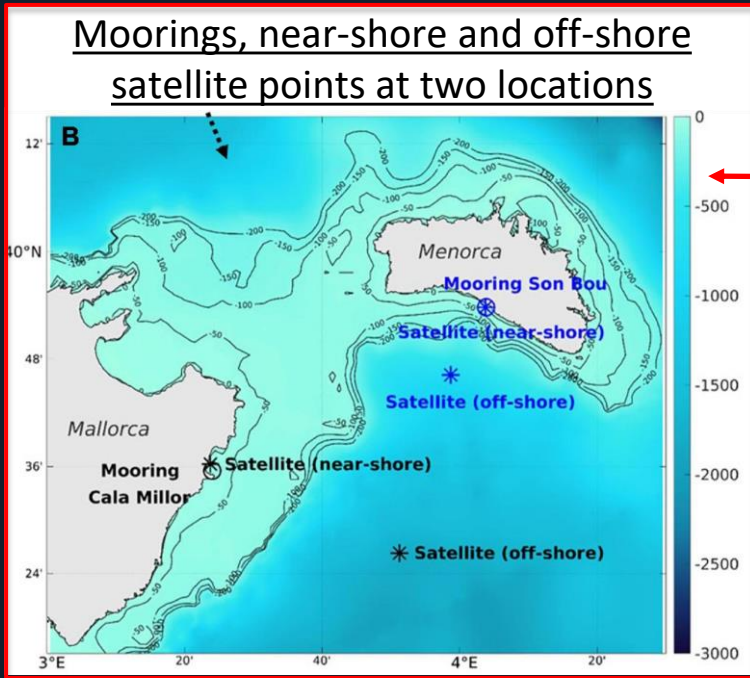 Moorings, near-shore and off-shore
satellite points at two locations
B
12'
40°N
48'
36'
24'
3°E
20'
40'
4°E
20'
0
-500
-1000
-1500
-2000
-2500
-3000
Menorca
Mooring Son Bou
Satellite (near-shore)
Satellite (off-shore)
Mallorca
Mooring
Cala Millor
Satellite (near-shore)
Satellite (off-shore)
-200
-150
-100
-50